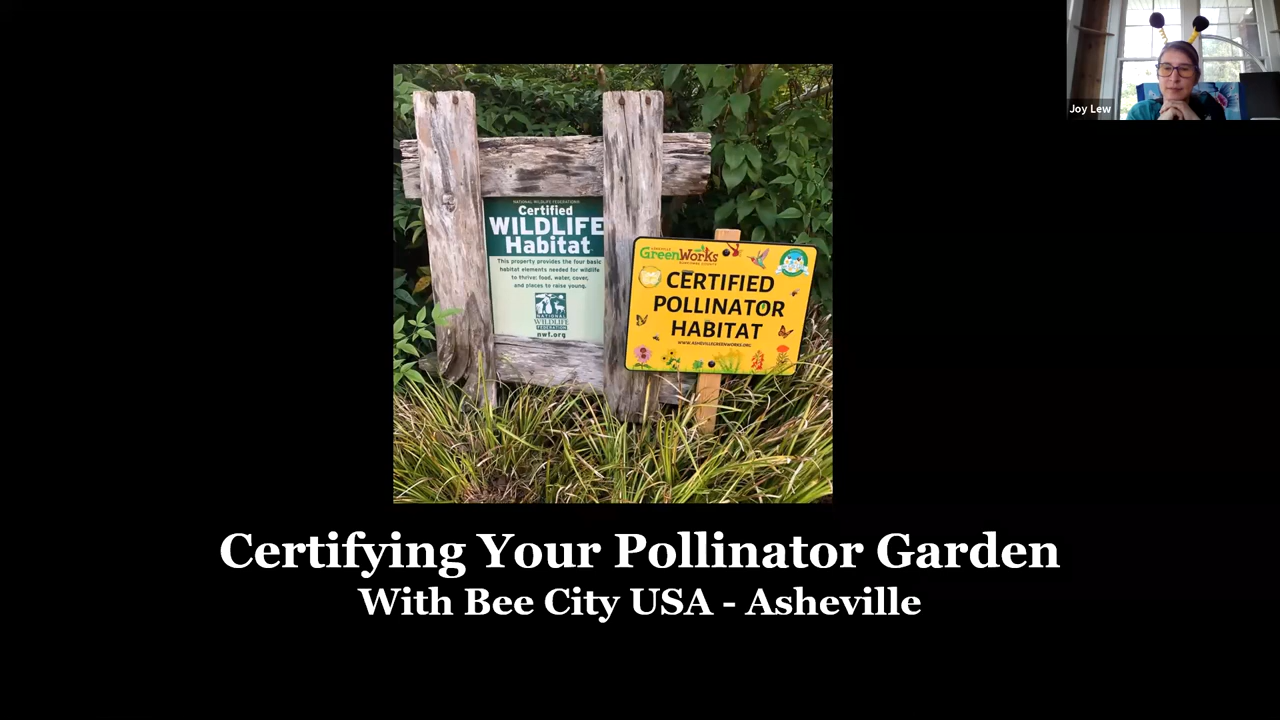 Joy Lew
NATIONAL WILDLIFE FEDERATION®
Certified
WILDLIFE
Habitat
This property provides the four basic
habitat elements needed for wildlife
to thrive: food, water, cover,
and places to raise young.
NATIONAL
WILDLIFE
FEDERATION
nwf.org
ASHEVILLE
GreenWorks
CERTIFIED
POLLINATOR
HABITAT
WWW.ASHEVILLEGREENWORKS.ORG
Certifying Your Pollinator Garden
With Bee City USA - Asheville